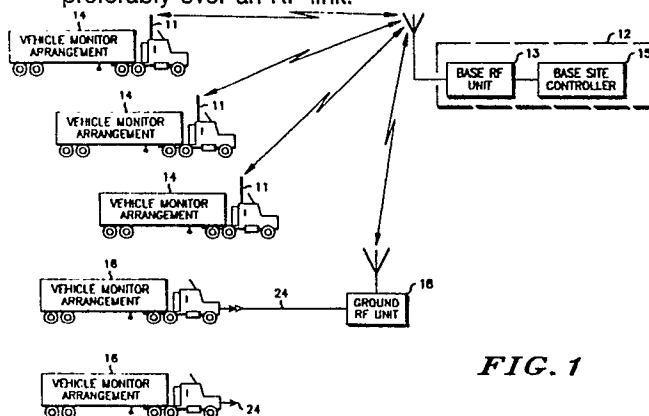 preferably over an RF link.
14
11
VEHICLE MONITOR
ARRANGEMENT
12
13
15
BASE RF
UNIT
BASE SITE
CONTROLLER
14
11
VEHICLE MONITOR
ARRANGEMENT
14
11
VEHICLE MONITOR
ARRANGEMENT
16
VEHICLE MONITOR
ARRANGEMENT
24
18
GROUND
RF UNIT
FIG. 1
16
VEHICLE MONITOR
ARRANGEMENT
24